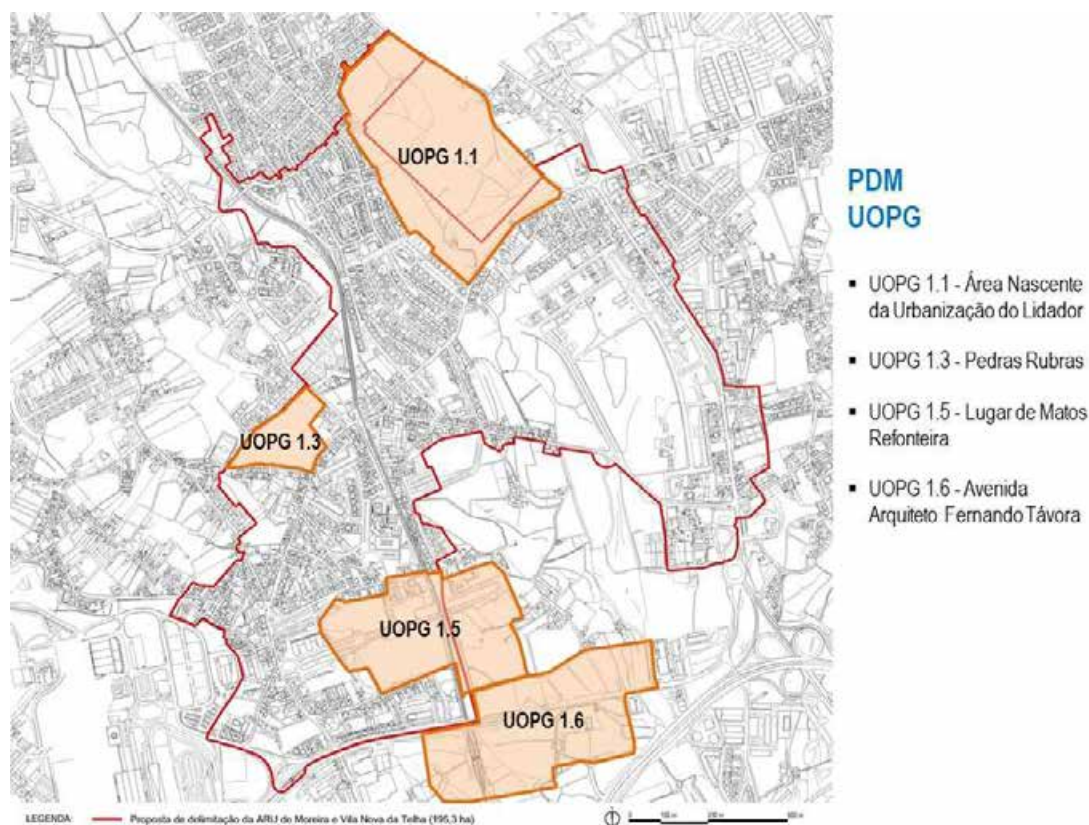 UOPG 1.1
UOPG 1.3
UOPG 1.5
UOPG 1.6
PDM
UOPG
▪ UOPG 1.1 - Área Nascente
da Urbanização do Lidador
▪ UOPG 1.3 - Pedras Rubras
▪ UOPG 1.5 - Lugar de Matos
Refonteira
▪ UOPG 1.6 - Avenida
Arquiteto Fernando Távora
LEGENDA: Proposta de delimitação da ARU de Moreira e Vila Nova da Telha (195,3 ha)
0